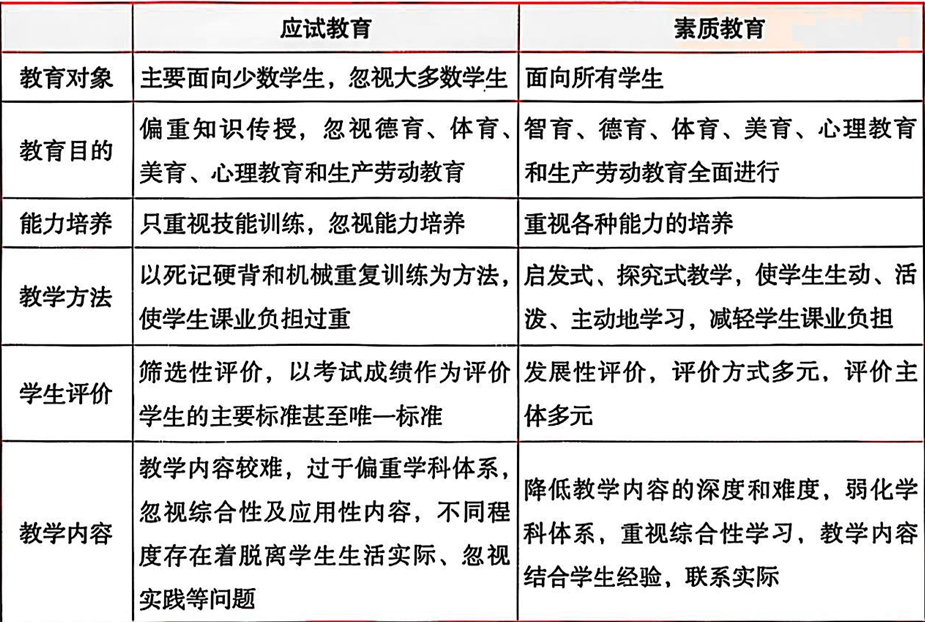 应试教育 素质教育
教育对象 主要面向少数学生，忽视大多数学生 面向所有学生
教育目的 偏重知识传授，忽视德育、体育、美育、心理教育和生产劳动教育 智育、德育、体育、美育、心理教育和生产劳动教育全面进行
能力培养 只重视技能训练，忽视能力培养 重视各种能力的培养
教学方法 以死记硬背和机械重复训练为方法，使学生课业负担过重 启发式、探究式教学，使学生生动、活泼、主动地学习，减轻学生课业负担
学生评价 筛选性评价，以考试成绩作为评价学生的主要标准甚至唯一标准 发展性评价，评价方式多元，评价主体多元
教学内容 教学内容较难，过于偏重学科体系，忽视综合性及应用性内容，不同程度存在着脱离学生生活实际、忽视实践等问题 降低教学内容的深度和难度，弱化学科体系，重视综合性学习，教学内容结合学生经验，联系实际